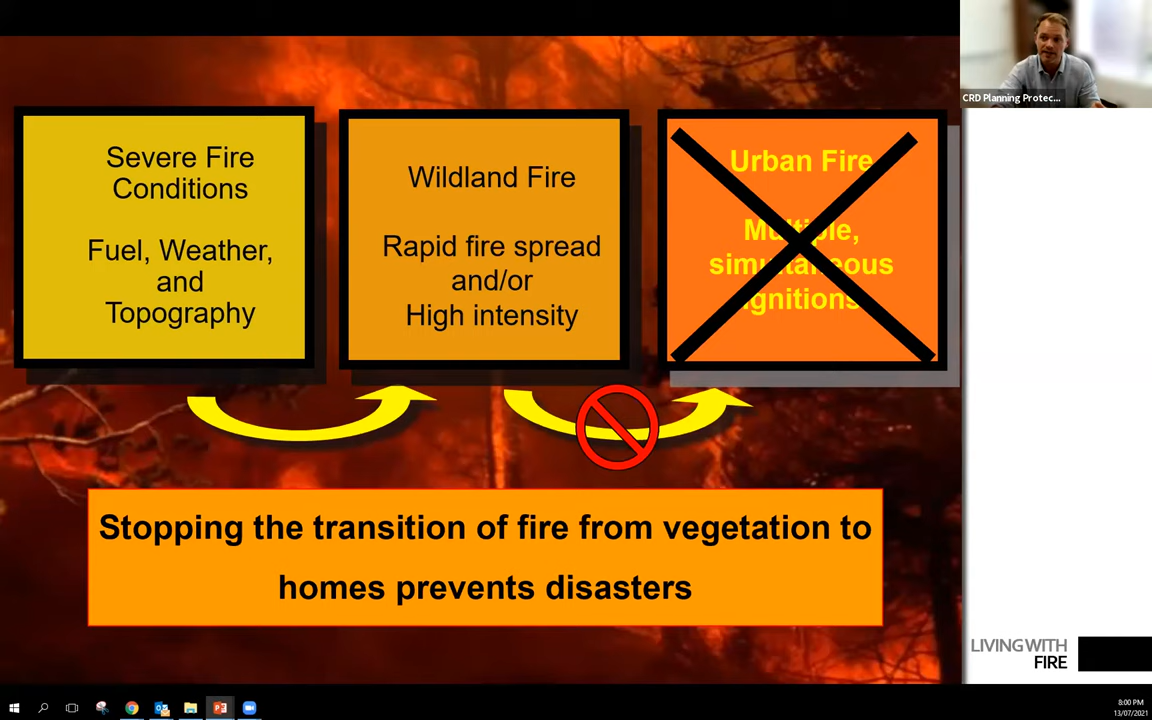 CRD Planning Protec...
Severe Fire
Conditions
Fuel, Weather,
and
Topography
Wildland Fire
Rapid fire spread
and/or
High intensity
Urban Fire
Multiple,
simultaneous
ignitions
Stopping the transition of fire from vegetation to
homes prevents disasters
LIVING WITH
FIRE
8:00 PM
13/07/2021